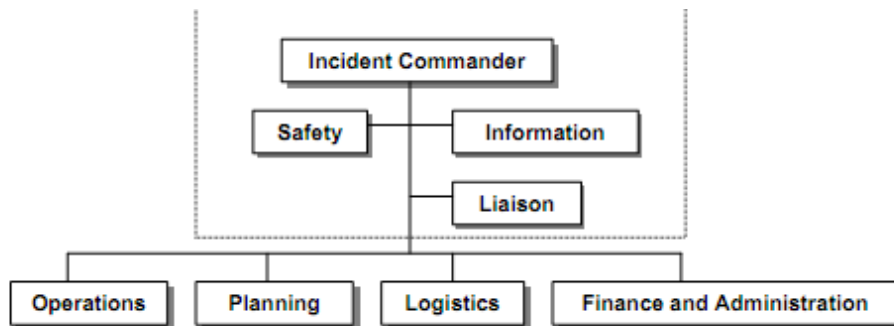 Incident Commander
Safety
Information
Liaison
Operations
Planning
Logistics
Finance and Administration